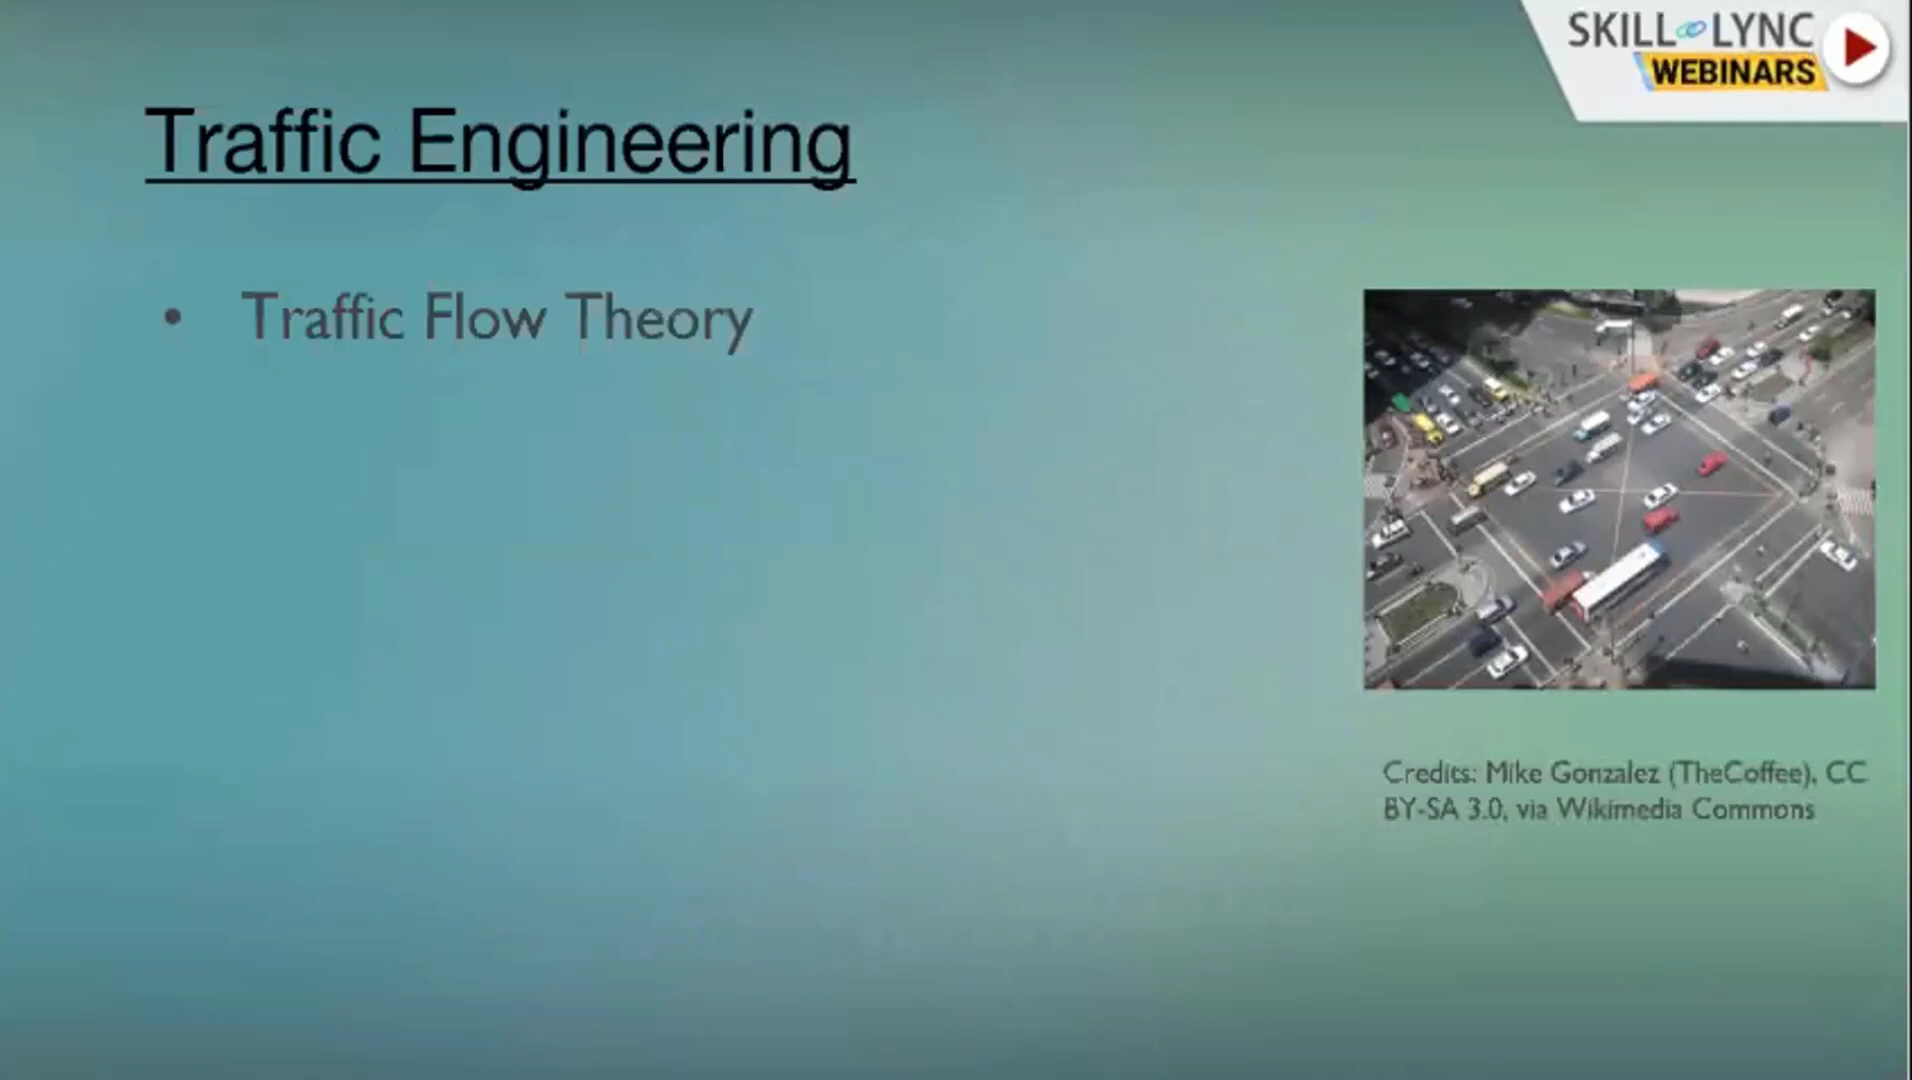 SKILL LYNC
WEBINARS
Traffic Engineering
• Traffic Flow Theory
Credits: Mike Gonzalez (TheCoffee), CC
BY-SA 3.0, via Wikimedia Commons